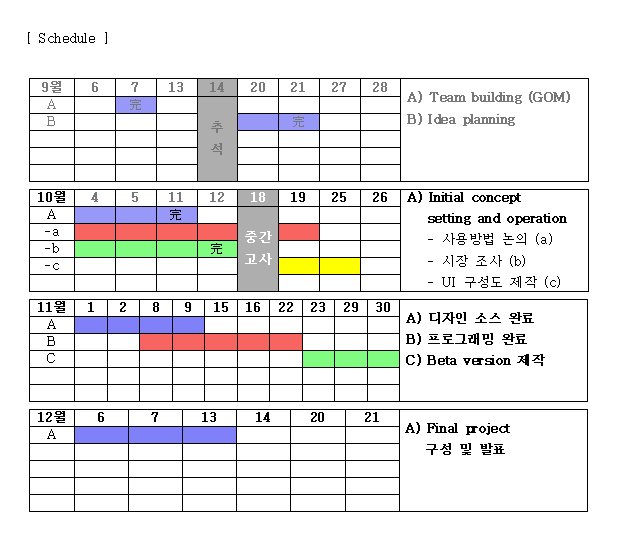 [ Schedule ]
9월 6 7 13 14 20 21 27 28
A 完
B 完
추
석
A) Team building (GOM)
B) Idea planning
10월 4 5 11 12 18 19 25 26
A 完
-a
-b 完
-c
중간
고사
A) Initial concept
setting and operation
- 사용방법 논의 (a)
- 시장 조사 (b)
- UI 구성도 제작 (c)
11월 1 2 8 9 15 16 22 23 29 30
A
B
C
A) 디자인 소스 완료
B) 프로그래밍 완료
C) Beta version 제작
12월 6 7 13 14 20 21
A
A) Final project
구성 및 발표